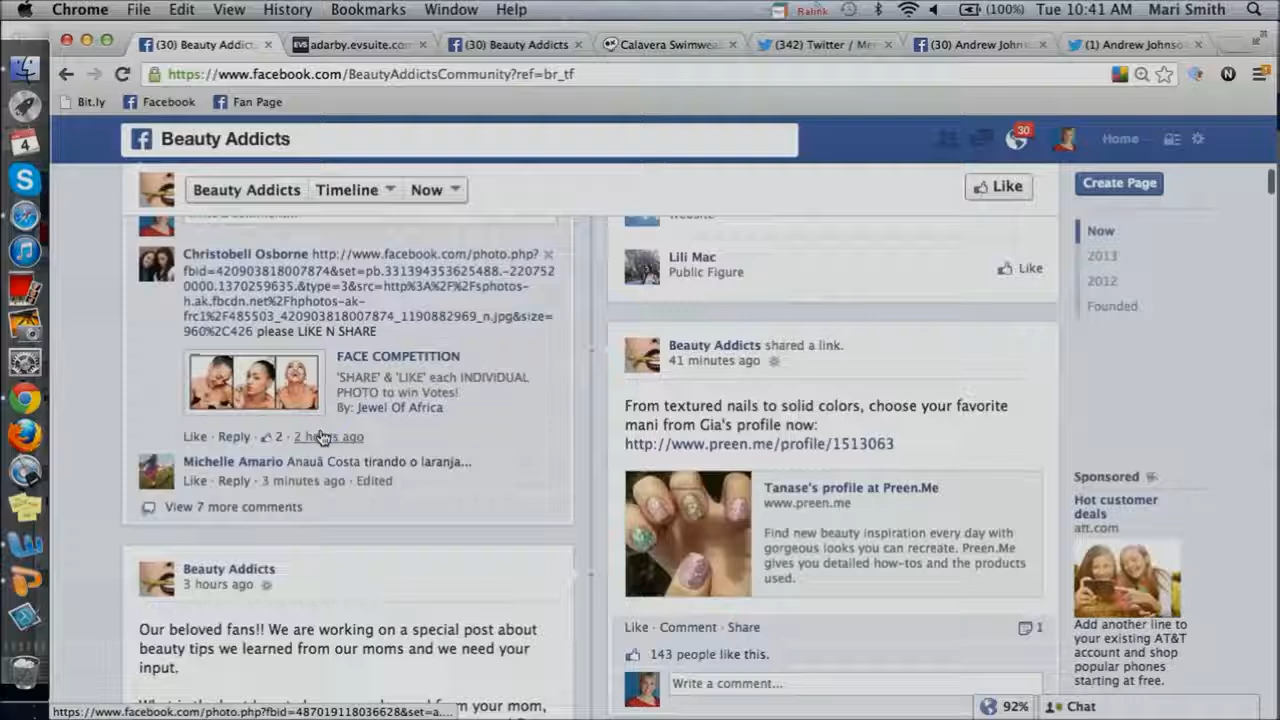 Chrome File Edit View History Bookmarks Window Help
Ralink (100%) Tue 10:41 AM Mari Smith
(30) Beauty Addic
EVS adarby.evsuite.co
(30) Beauty Addicts
Calavera Swimwea
(342) Twitter / Me
(30) Andrew John
(1) Andrew Johnso
https://www.facebook.com/BeautyAddictsCommunity?ref=br_tf
N
Bit.ly Facebook Fan Page
Beauty Addicts
30
Home
Beauty Addicts Timeline Now
Like
Create Page
Now
2013
2012
Founded
4
S
Christobell Osborne http://www.facebook.com/photo.php?
fbid=420903818007874&set=pb.331394353625488.-220752
0000.1370259635.&type=3&src=http%3A%2F%2Fsphotos-
h.ak.fbcdn.net%2Fhphotos-ak-
frc1%2F485503_420903818007874_1190882969_n.jpg&size=
960%2C426 please LIKE N SHARE
FACE COMPETITION
'SHARE' & 'LIKE' each INDIVIDUAL
PHOTO to win Votes!
By: Jewel Of Africa
Like · Reply · 2 · 2 hours ago
Michelle Amario Anauã Costa tirando o laranja...
Like · Reply · 3 minutes ago · Edited
View 7 more comments
Beauty Addicts
3 hours ago
Our beloved fans!! We are working on a special post about
beauty tips we learned from our moms and we need your
input.
your mom,
Website
Lili Mac
Public Figure
Like
Beauty Addicts shared a link.
41 minutes ago
From textured nails to solid colors, choose your favorite
mani from Gia's profile now:
http://www.preen.me/profile/1513063
Tanase's profile at Preen.Me
www.preen.me
Find new beauty inspiration every day with
gorgeous looks you can recreate. Preen.Me
gives you detailed how-tos and the products
used.
Like · Comment · Share
1
143 people like this.
Write a comment...
Sponsored
Hot customer
deals
att.com
Add another line to
your existing AT&T
account and shop
popular phones
starting at free.
https://www.facebook.com/photo.php?fbid=487019118036628&set=a....
92%
Chat